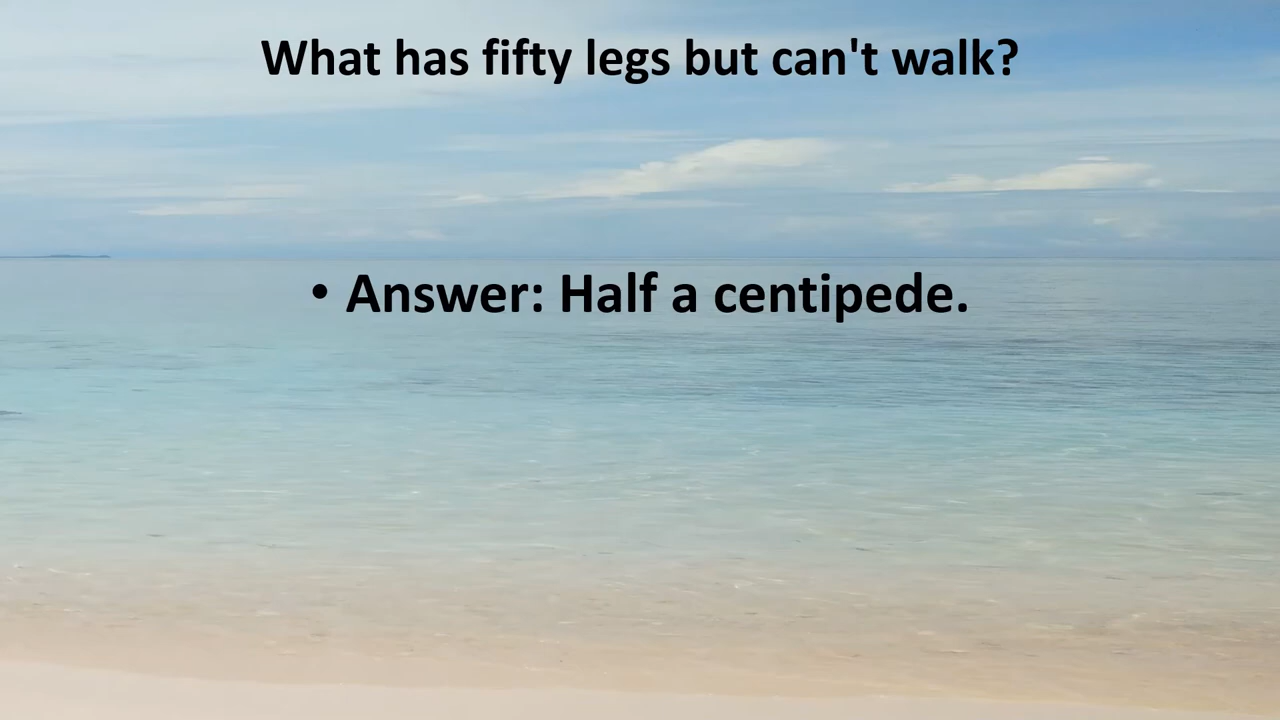 What has fifty legs but can't walk?
• Answer: Half a centipede.